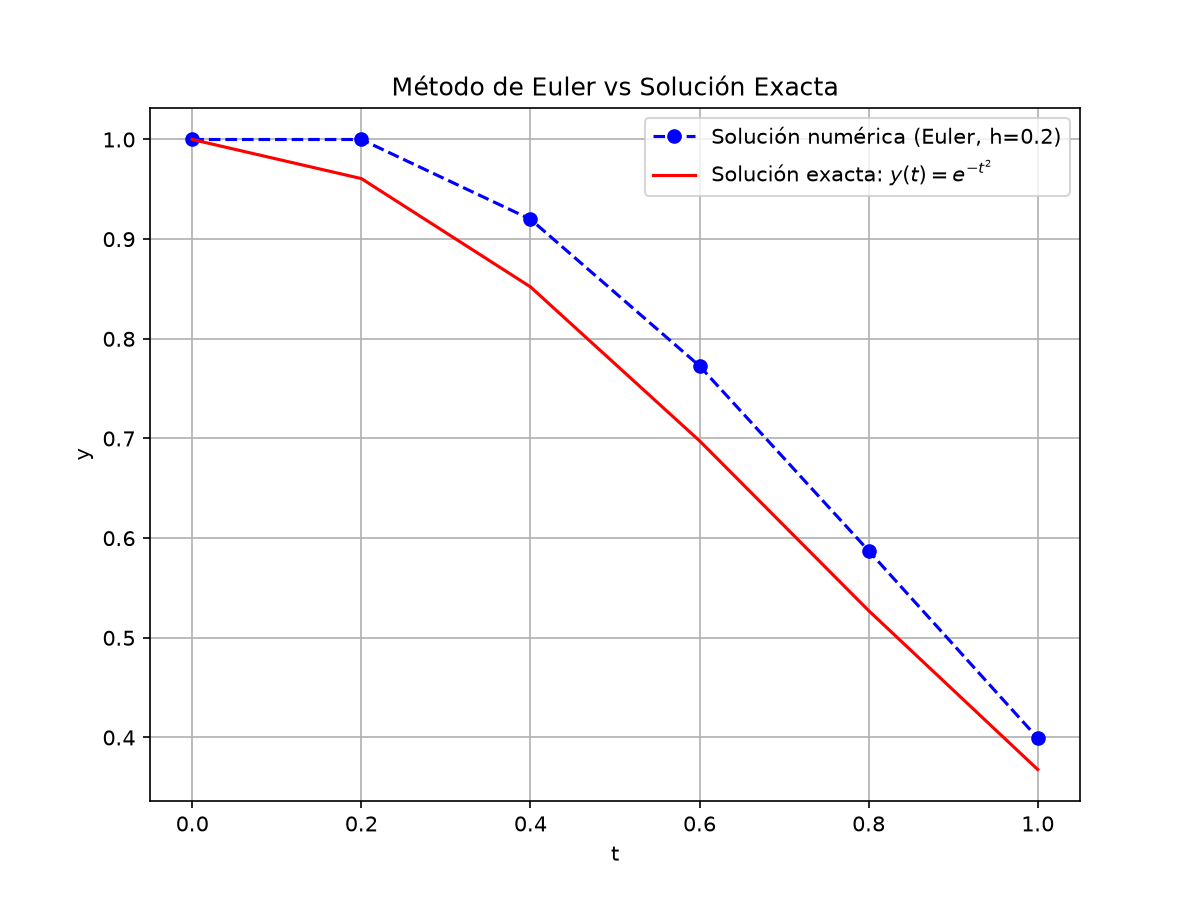 Método de Euler vs Solución Exacta
Solución numérica (Euler, h=0.2)
Solución exacta: $y(t) = e^{-t^2}$
1.0
0.9
0.8
0.7
0.6
0.5
0.4
y
0.0 0.2 0.4 0.6 0.8 1.0
t